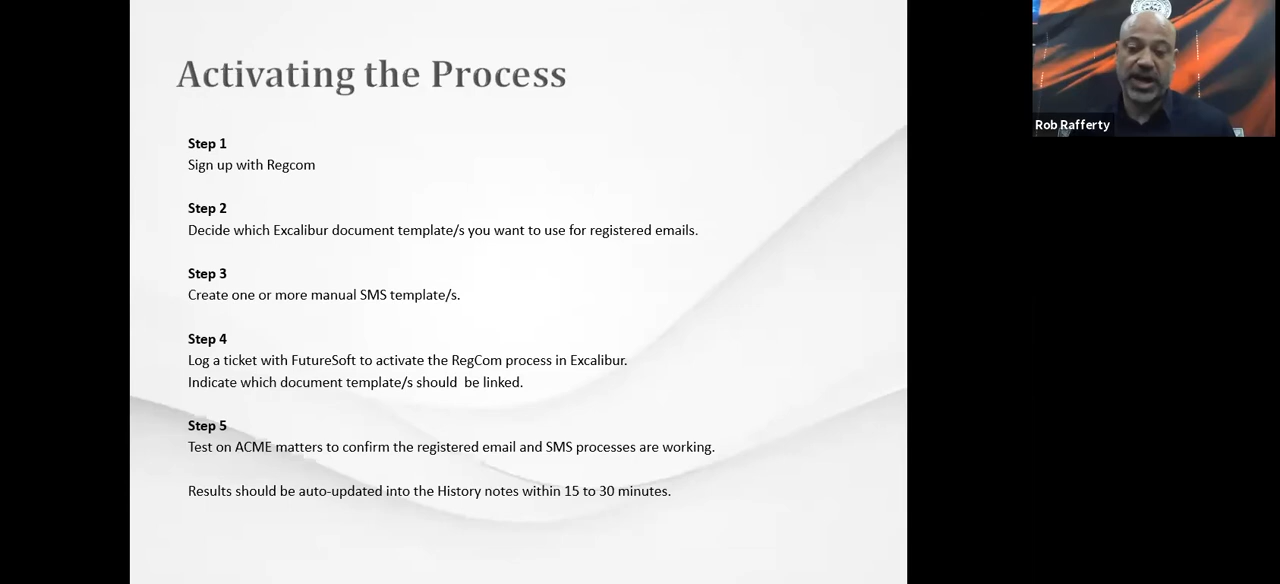 Activating the Process
Rob Rafferty
Step 1
Sign up with Regcom
Step 2
Decide which Excalibur document template/s you want to use for registered emails.
Step 3
Create one or more manual SMS template/s.
Step 4
Log a ticket with FutureSoft to activate the RegCom process in Excalibur.
Indicate which document template/s should  be linked.
Step 5
Test on ACME matters to confirm the registered email and SMS processes are working.
Results should be auto-updated into the History notes within 15 to 30 minutes.